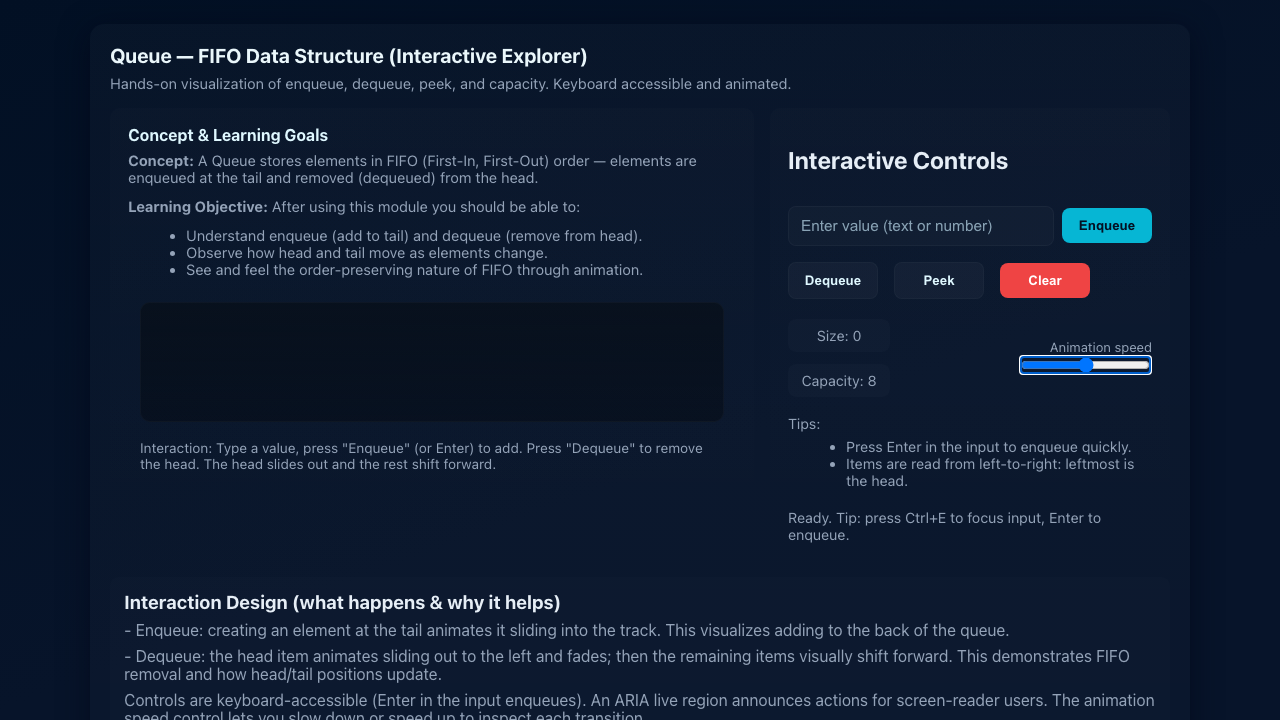 Queue — FIFO Data Structure (Interactive Explorer)
Hands-on visualization of enqueue, dequeue, peek, and capacity. Keyboard accessible and animated.
Concept & Learning Goals
Concept: A Queue stores elements in FIFO (First-In, First-Out) order — elements are
enqueued at the tail and removed (dequeued) from the head.
Learning Objective: After using this module you should be able to:
• Understand enqueue (add to tail) and dequeue (remove from head).
• Observe how head and tail move as elements change.
• See and feel the order-preserving nature of FIFO through animation.
Interaction: Type a value, press "Enqueue" (or Enter) to add. Press "Dequeue" to remove
the head. The head slides out and the rest shift forward.
Interactive Controls
Enter value (text or number)
Enqueue
Dequeue
Peek
Clear
Size: 0
Capacity: 8
Animation speed
Tips:
• Press Enter in the input to enqueue quickly.
• Items are read from left-to-right: leftmost is
the head.
Ready. Tip: press Ctrl+E to focus input, Enter to
enqueue.
Interaction Design (what happens & why it helps)
- Enqueue: creating an element at the tail animates it sliding into the track. This visualizes adding to the back of the queue.
- Dequeue: the head item animates sliding out to the left and fades; then the remaining items visually shift forward. This demonstrates FIFO
removal and how head/tail positions update.
Controls are keyboard-accessible (Enter in the input enqueues). An ARIA live region announces actions for screen-reader users. The animation
speed control lets you slow down or speed up to inspect each transition.